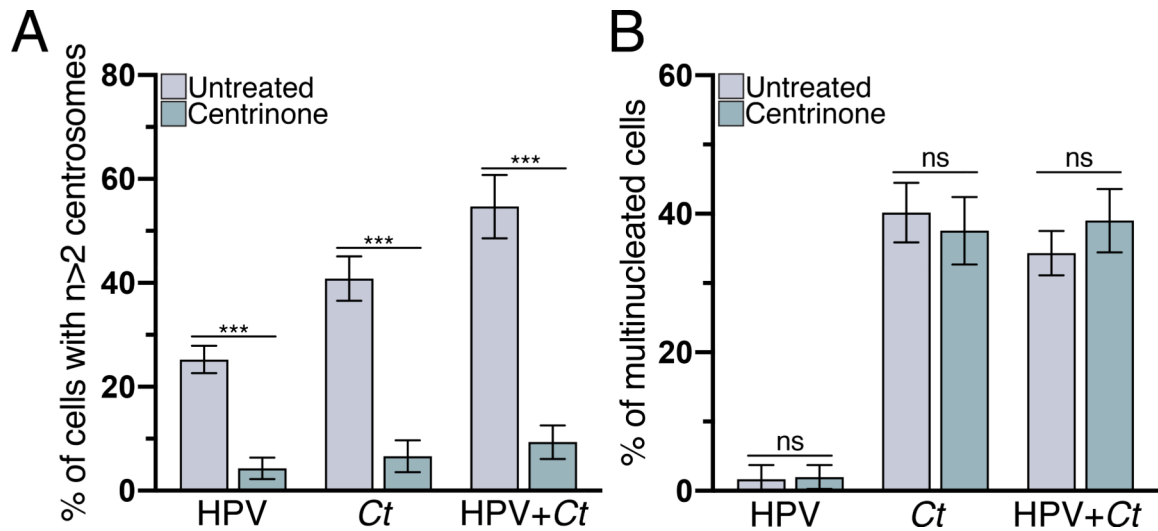 A
% of cells with n>2 centrosomes
80
60
40
20
0
Untreated
Centrinone
***
***
***
HPV
Ct
HPV+Ct
B
% of multinucleated cells
60
40
20
0
Untreated
Centrinone
ns
ns
ns
HPV
Ct
HPV+Ct